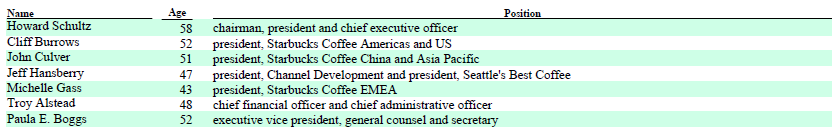 Name Age Position
Howard Schultz 58 chairman, president and chief executive officer
Cliff Burrows 52 president, Starbucks Coffee Americas and US
John Culver 51 president, Starbucks Coffee China and Asia Pacific
Jeff Hansberry 47 president, Channel Development and president, Seattle's Best Coffee
Michelle Gass 43 president, Starbucks Coffee EMEA
Troy Alstead 48 chief financial officer and chief administrative officer
Paula E. Boggs 52 executive vice president, general counsel and secretary